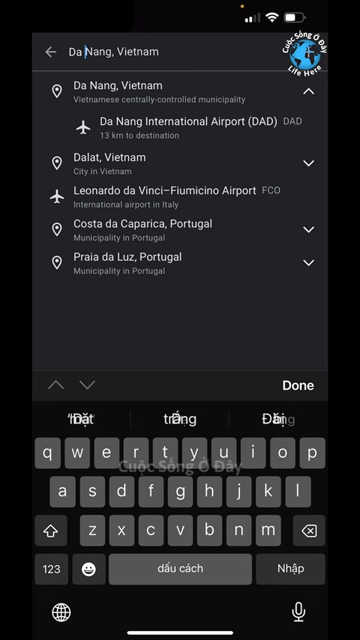 Cuộc Sống Ở Đây
Life Here
Da Nang, Vietnam
Da Nang, Vietnam
Vietnamese centrally-controlled municipality
Da Nang International Airport (DAD) DAD
13 km to destination
Dalat, Vietnam
City in Vietnam
Leonardo da Vinci–Fiumicino Airport FCO
International airport in Italy
Costa da Caparica, Portugal
Municipality in Portugal
Praia da Luz, Portugal
Municipality in Portugal
Done
q w e r t y u i o p
Cuộc Sống Ở Đây
a s d f g h j k l
z x c v b n m
123 dấu cách Nhập